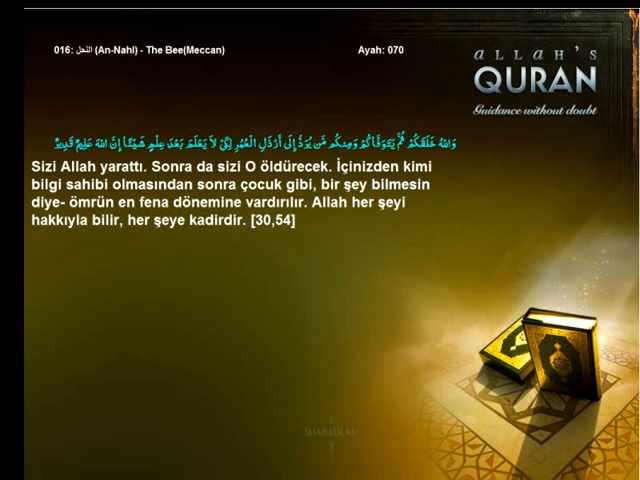 016: النحل (An-Nahl) - The Bee(Meccan)
Ayah: 070
ALLAH'S
QURAN
Guidance without doubt
وَاللّهُ خَلَقَكُمْ ثُمَّ يَتَوَفَّاكُمْ وَمِنكُم مَّن يُرَدُّ إِلَى أَرْذَلِ الْعُمُرِ لِكَيْ لاَ يَعْلَمَ بَعْدَ عِلْمٍ شَيْئًا إِنَّ اللّهَ عَلِيمٌ قَدِيرٌ
Sizi Allah yarattı. Sonra da sizi O öldürecek. İçinizden kimi
bilgi sahibi olmasından sonra çocuk gibi, bir şey bilmesin
diye- ömrün en fena dönemine vardırılır. Allah her şeyi
hakkıyla bilir, her şeye kadirdir. [30,54]
SHAREISLAM